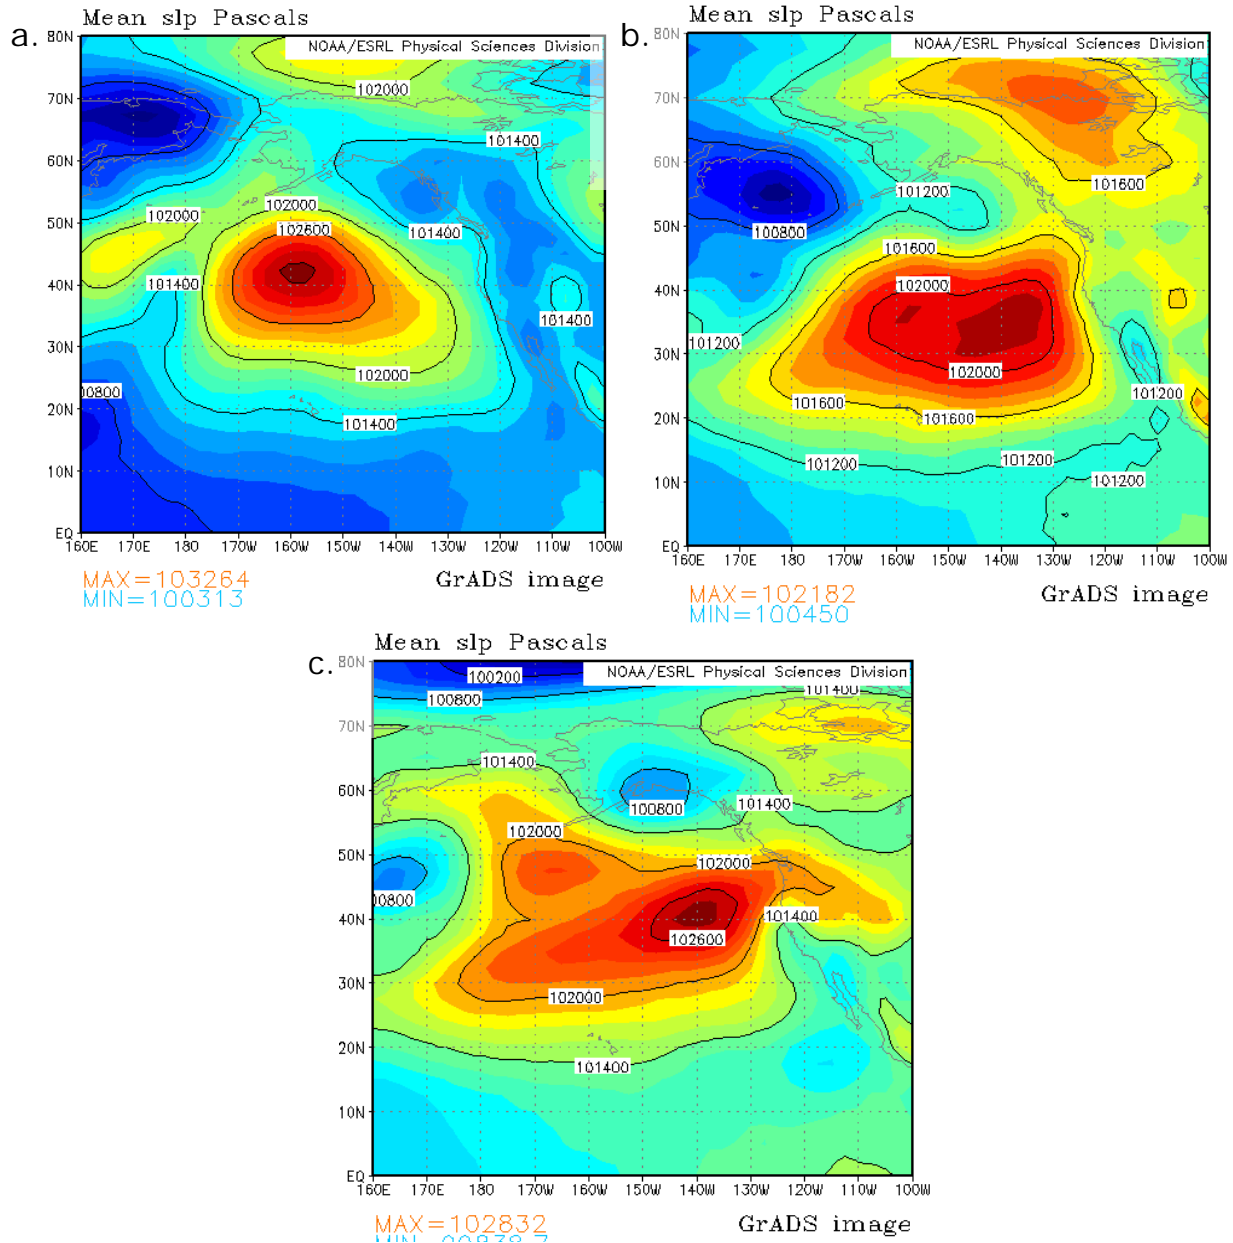 Mean slp Pascals
a.
NOAA/ESRL Physical Sciences Division
80N
70N
60N
50N
40N
30N
20N
10N
EQ
102000
101400
102000
102000
102600
101400
101400
102000
00800
101400
160E 170E 180 170W 160W 150W 140W 130W 120W 110W 100W
MAX=103264
MIN=100313
GrADS image
Mean slp Pascals
b.
NOAA/ESRL Physical Sciences Division
80N
70N
60N
50N
40N
30N
20N
10N
EQ
101600
101200
100800
101600
102000
101200
102000
101200
101600
101600
101200
101200
101200
160E 170E 180 170W 160W 150W 140W 130W 120W 110W 100W
MAX=102182
MIN=100450
GrADS image
Mean slp Pascals
c.
NOAA/ESRL Physical Sciences Division
80N
70N
60N
50N
40N
30N
20N
10N
EQ
100200
101400
100800
101400
100800
101400
102000
102000
00800
101400
102600
102000
101400
160E 170E 180 170W 160W 150W 140W 130W 120W 110W 100W
MAX=102832
GrADS image